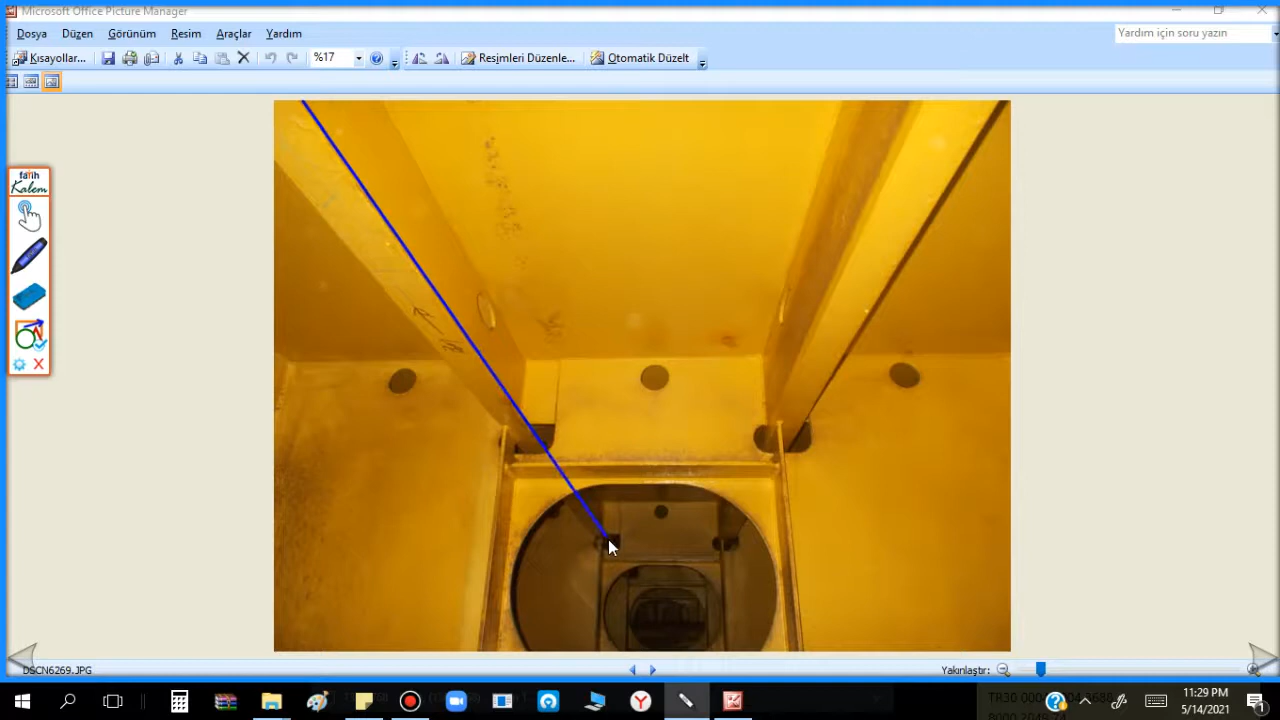 Microsoft Office Picture Manager
Dosya Düzen Görünüm Resim Araçlar Yardım
Yardım için soru yazın
Kısayollar... %17 Resimleri Düzenle... Otomatik Düzelt
fatih
Kalem
DSCN6269.JPG
Yakınlaştır:
11:29 PM
5/14/2021